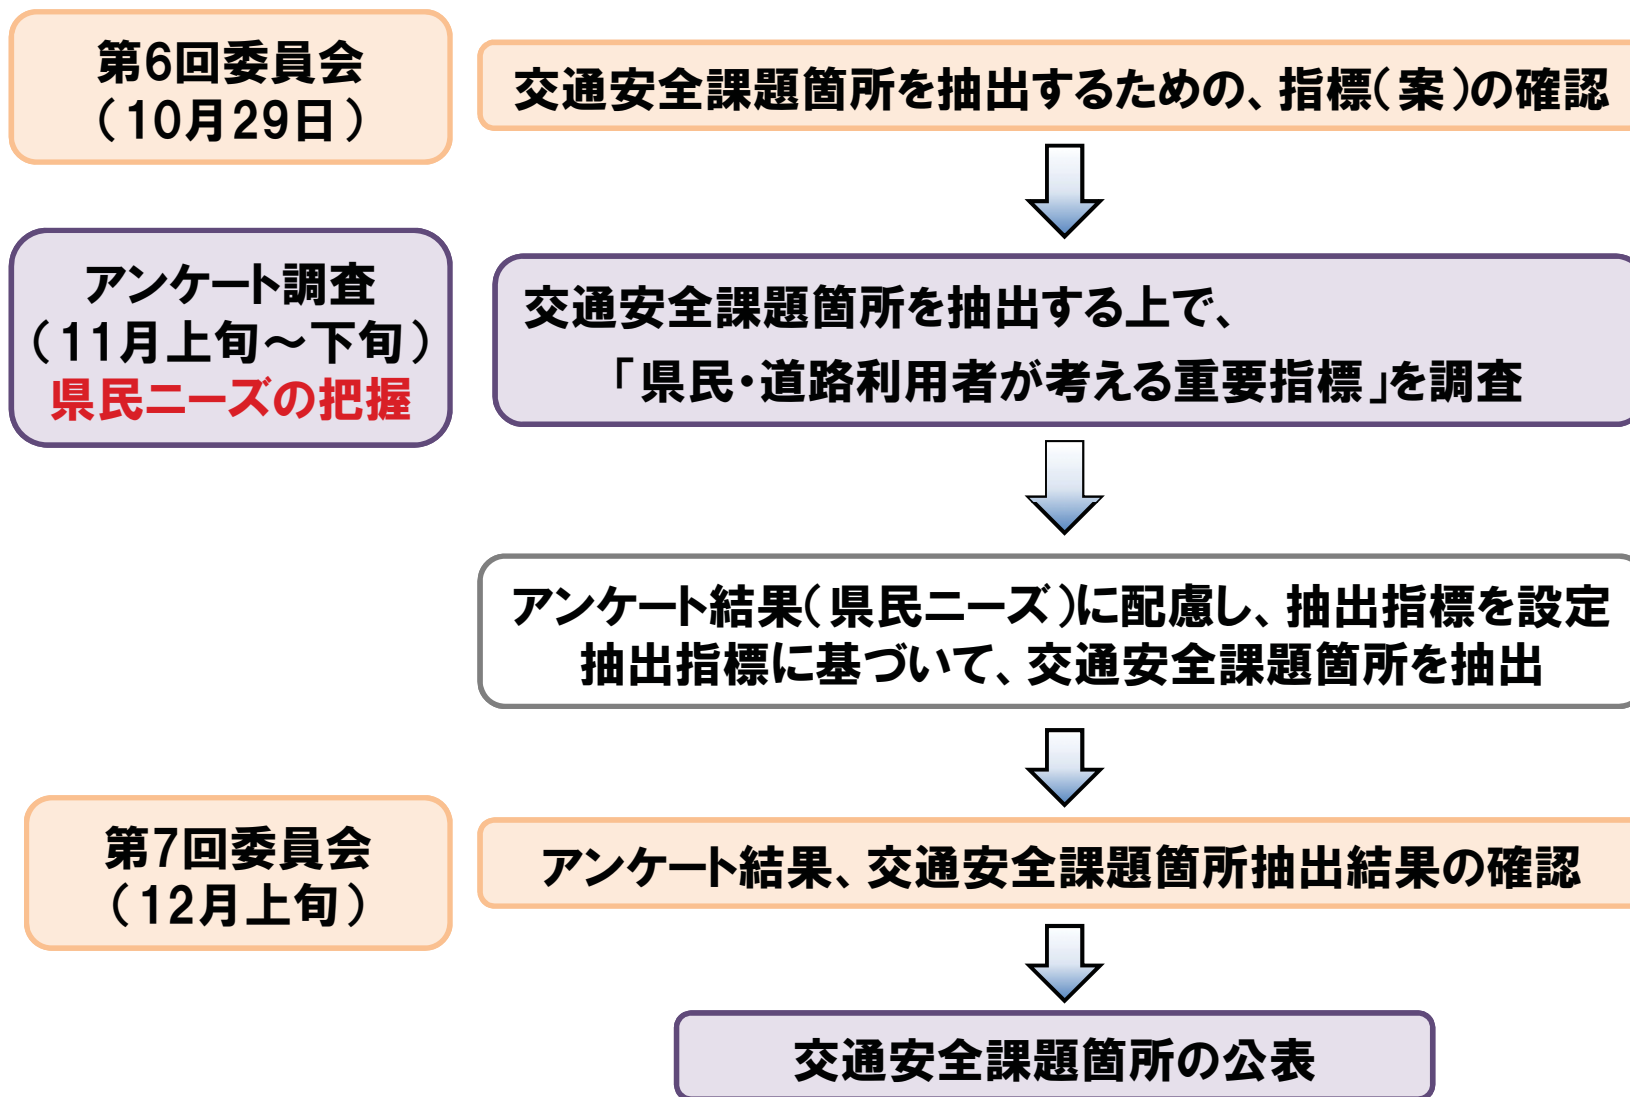 第6回委員会
（10月29日）
交通安全課題箇所を抽出するための、指標（案）の確認
アンケート調査
（11月上旬～下旬）
県民ニーズの把握
交通安全課題箇所を抽出する上で、
「県民・道路利用者が考える重要指標」を調査
アンケート結果（県民ニーズ）に配慮し、抽出指標を設定
抽出指標に基づいて、交通安全課題箇所を抽出
第7回委員会
（12月上旬）
アンケート結果、交通安全課題箇所抽出結果の確認
交通安全課題箇所の公表